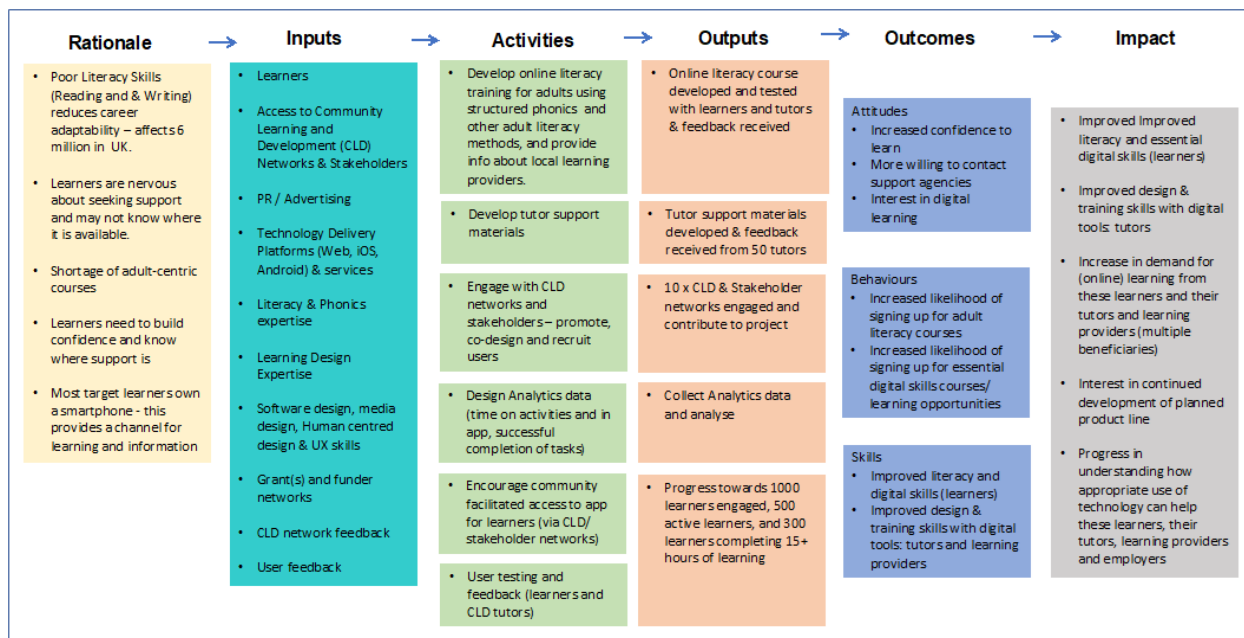 Rationale
Poor Literacy Skills
(Reading and & Writing)
reduces career
adaptability – affects 6
million in UK.
Learners are nervous
about seeking support
and may not know where
it is available.
Shortage of adult-centric
courses
Learners need to build
confidence and know
where support is
Most target learners own
a smartphone - this
provides a channel for
learning and information
Inputs
Learners
Access to Community
Learning and
Development (CLD)
Networks & Stakeholders
PR / Advertising
Technology Delivery
Platforms (Web, iOS,
Android) & services
Literacy & Phonics
expertise
Learning Design
Expertise
Software design, media
design, Human centred
design & UX skills
Grant(s) and funder
networks
CLD network feedback
User feedback
Activities
Develop online literacy
training for adults using
structured phonics and
other adult literacy
methods, and provide
info about local learning
providers.
Develop tutor support
materials
Engage with CLD
networks and
stakeholders – promote,
co-design and recruit
users
Design Analytics data
(time on activities and in
app, successful
completion of tasks)
Encourage community
facilitated access to app
for learners (via CLD/
stakeholder networks)
User testing and
feedback (learners and
CLD tutors)
Outputs
Online literacy course
developed and tested
with learners and tutors
& feedback received
Tutor support materials
developed & feedback
received from 50 tutors
10 x CLD & Stakeholder
networks engaged and
contribute to project
Collect Analytics data
and analyse
Progress towards 1000
learners engaged, 500
active learners, and 300
learners completing 15+
hours of learning
Outcomes
Attitudes
Increased confidence to
learn
More willing to contact
support agencies
Interest in digital
learning
Behaviours
Increased likelihood of
signing up for adult
literacy courses
Increased likelihood of
signing up for essential
digital skills courses/
learning opportunities
Skills
Improved literacy and
digital skills (learners)
Improved design &
training skills with digital
tools: tutors and learning
providers
Impact
Improved Improved
literacy and essential
digital skills (learners)
Improved design &
training skills with digital
tools: tutors
Increase in demand for
(online) learning from
these learners and their
tutors and learning
providers (multiple
beneficiaries)
Interest in continued
development of planned
product line
Progress in
understanding how
appropriate use of
technology can help
these learners, their
tutors, learning providers
and employers